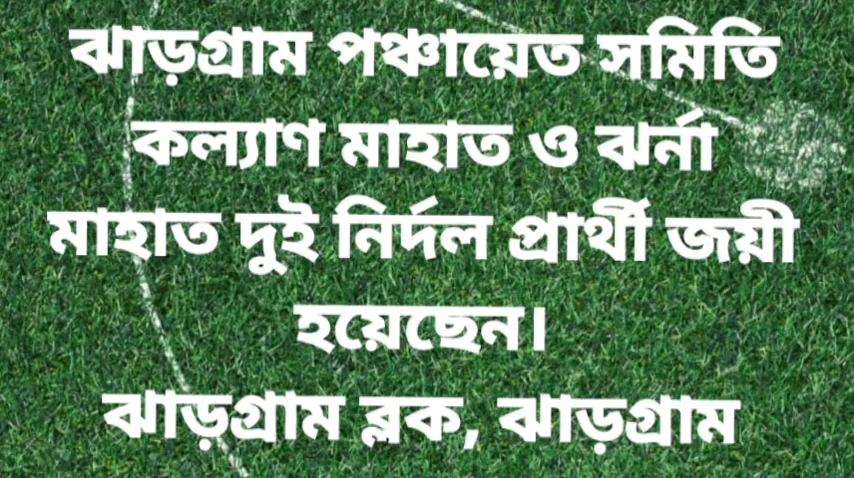 ঝাড়গ্রাম পঞ্চায়েত সমিতি
কল্যাণ মাহাত ও ঝর্না
মাহাত দুই নির্দল প্রার্থী জয়ী
হয়েছেন।
ঝাড়গ্রাম ব্লক, ঝাড়গ্রাম